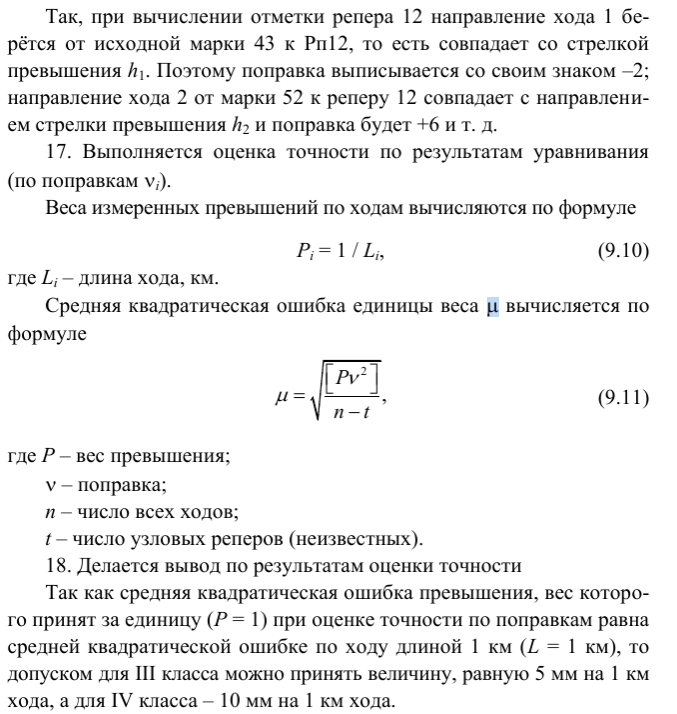 Так, при вычислении отметки репера 12 направление хода 1 бе-
рётся от исходной марки 43 к Рп12, то есть совпадает со стрелкой
превышения h₁. Поэтому поправка выписывается со своим знаком –2;
направление хода 2 от марки 52 к реперу 12 совпадает с направлени-
ем стрелки превышения h₂ и поправка будет +6 и т. д.
17. Выполняется оценка точности по результатам уравнивания
(по поправкам νᵢ).
Веса измеренных превышений по ходам вычисляются по формуле
Pᵢ = 1 / Lᵢ, (9.10)
где Lᵢ – длина хода, км.
Средняя квадратическая ошибка единицы веса μ вычисляется по
формуле
μ = √([Pν²] / n – t), (9.11)
где P – вес превышения;
ν – поправка;
n – число всех ходов;
t – число узловых реперов (неизвестных).
18. Делается вывод по результатам оценки точности
Так как средняя квадратическая ошибка превышения, вес которо-
го принят за единицу (P = 1) при оценке точности по поправкам равна
средней квадратической ошибке по ходу длиной 1 км (L = 1 км), то
допуском для III класса можно принять величину, равную 5 мм на 1 км
хода, а для IV класса – 10 мм на 1 км хода.